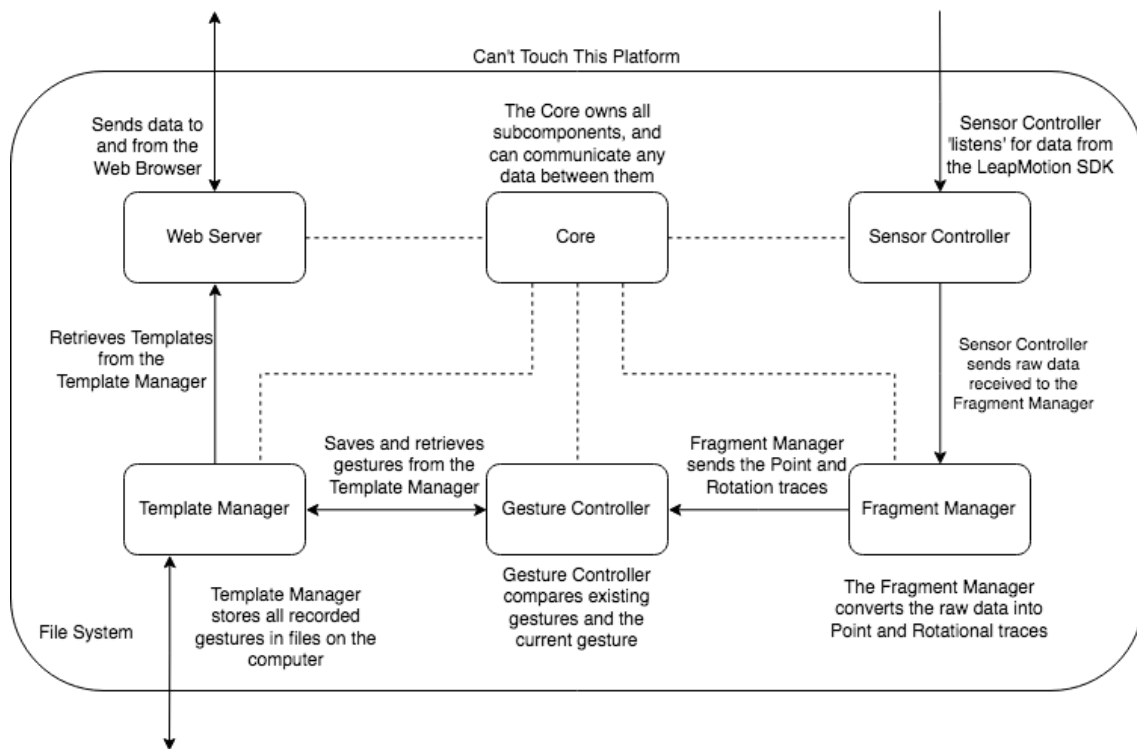 Can't Touch This Platform
Sends data to
and from the
Web Browser
The Core owns all
subcomponents, and
can communicate any
data between them
Sensor Controller
'listens' for data from
the LeapMotion SDK
Web Server
Core
Sensor Controller
Retrieves Templates
from the
Template Manager
Sensor Controller
sends raw data
received to the
Fragment Manager
Saves and retrieves
gestures from the
Template Manager
Fragment Manager
sends the Point and
Rotation traces
Template Manager
Gesture Controller
Fragment Manager
File System
Template Manager
stores all recorded
gestures in files on the
computer
Gesture Controller
compares existing
gestures and the
current gesture
The Fragment Manager
converts the raw data into
Point and Rotational traces